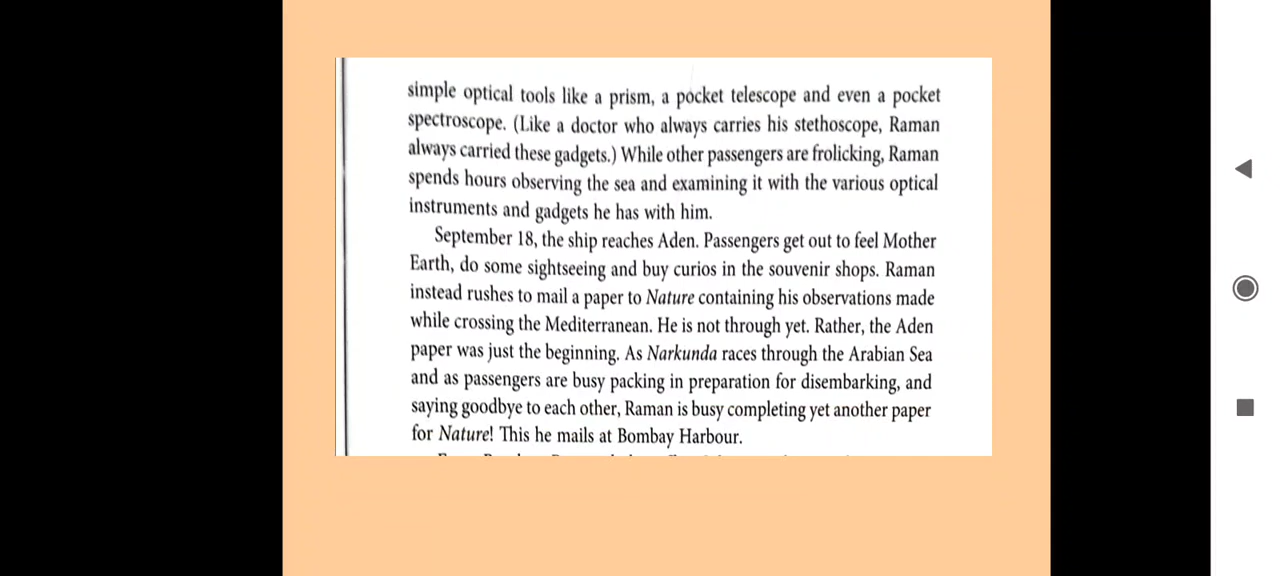 simple optical tools like a prism, a pocket telescope and even a pocket
spectroscope. (Like a doctor who always carries his stethoscope, Raman
always carried these gadgets.) While other passengers are frolicking, Raman
spends hours observing the sea and examining it with the various optical
instruments and gadgets he has with him.
September 18, the ship reaches Aden. Passengers get out to feel Mother
Earth, do some sightseeing and buy curios in the souvenir shops. Raman
instead rushes to mail a paper to Nature containing his observations made
while crossing the Mediterranean. He is not through yet. Rather, the Aden
paper was just the beginning. As Narkunda races through the Arabian Sea
and as passengers are busy packing in preparation for disembarking, and
saying goodbye to each other, Raman is busy completing yet another paper
for Nature! This he mails at Bombay Harbour.